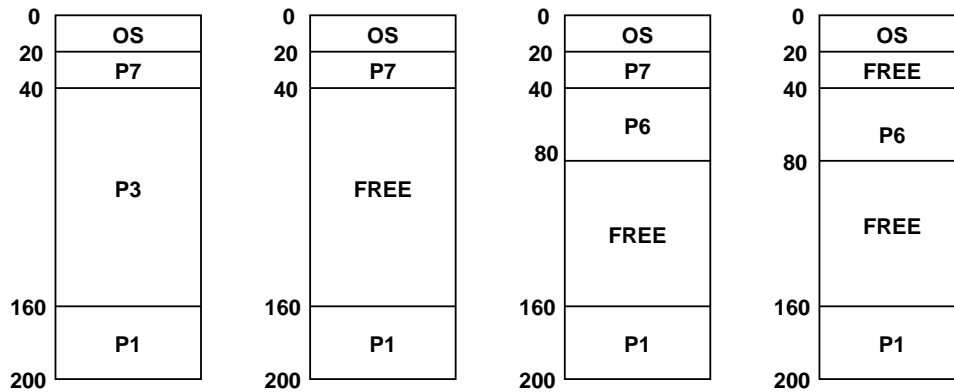 0 OS 0 OS 0 OS 0 OS
20 P7 20 P7 20 P7 20 FREE
40 40 40 40
P6 P6
80 80
P3 FREE
FREE FREE
160 160 160 160
P1 P1 P1 P1
200 200 200 200